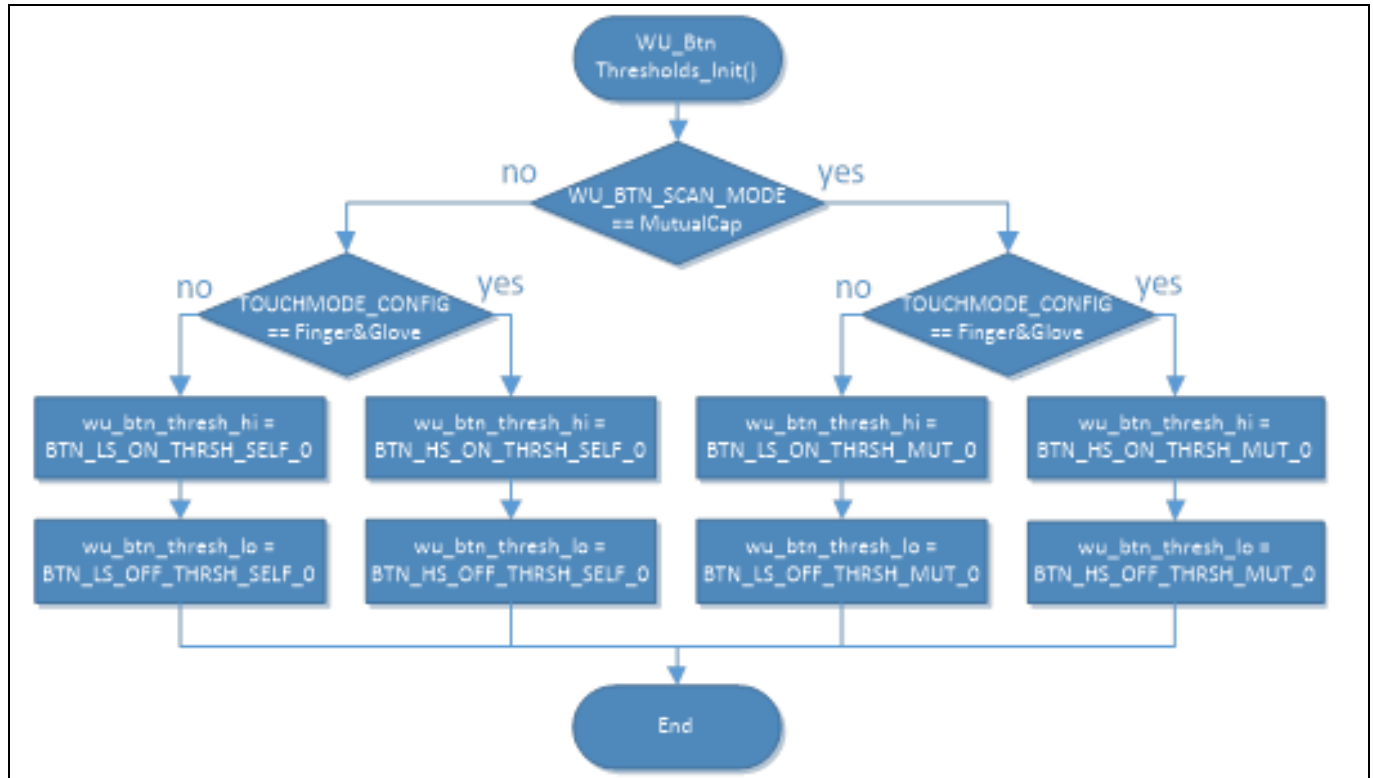 WU_Btn
Thresholds_Init()
no
yes
WU_BTN_SCAN_MODE
== MutualCap
no
yes
no
yes
TOUCHMODE_CONFIG
== Finger&Glove
TOUCHMODE_CONFIG
== Finger&Glove
wu_btn_thresh_hi =
BTN_LS_ON_THRSH_SELF_0
wu_btn_thresh_hi =
BTN_HS_ON_THRSH_SELF_0
wu_btn_thresh_hi =
BTN_LS_ON_THRSH_MUT_0
wu_btn_thresh_hi =
BTN_HS_ON_THRSH_MUT_0
wu_btn_thresh_lo =
BTN_LS_OFF_THRSH_SELF_0
wu_btn_thresh_lo =
BTN_HS_OFF_THRSH_SELF_0
wu_btn_thresh_lo =
BTN_LS_OFF_THRSH_MUT_0
wu_btn_thresh_lo =
BTN_HS_OFF_THRSH_MUT_0
End